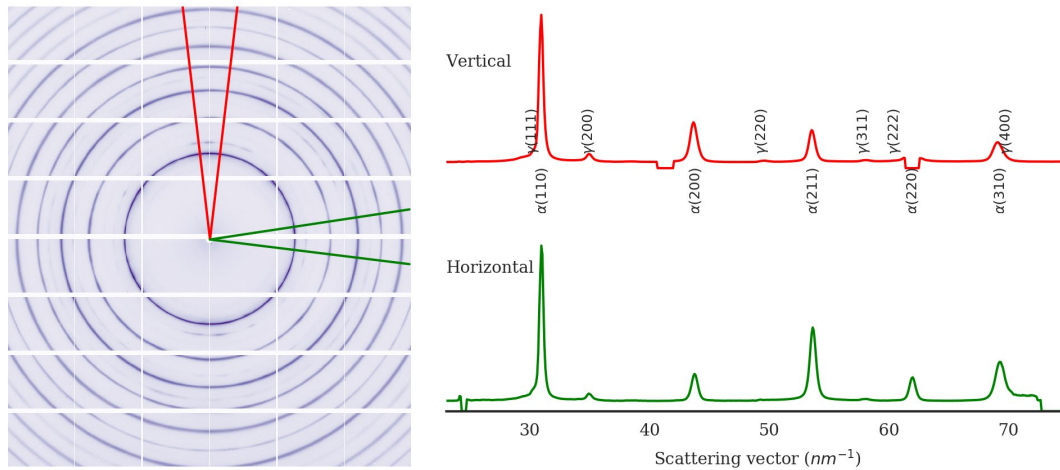 Vertical
γ(111)
γ(200)
γ(220)
γ(311)
γ(222)
γ(400)
α(110)
α(200)
α(211)
α(220)
α(310)
Horizontal
30 40 50 60 70
Scattering vector (nm⁻¹)